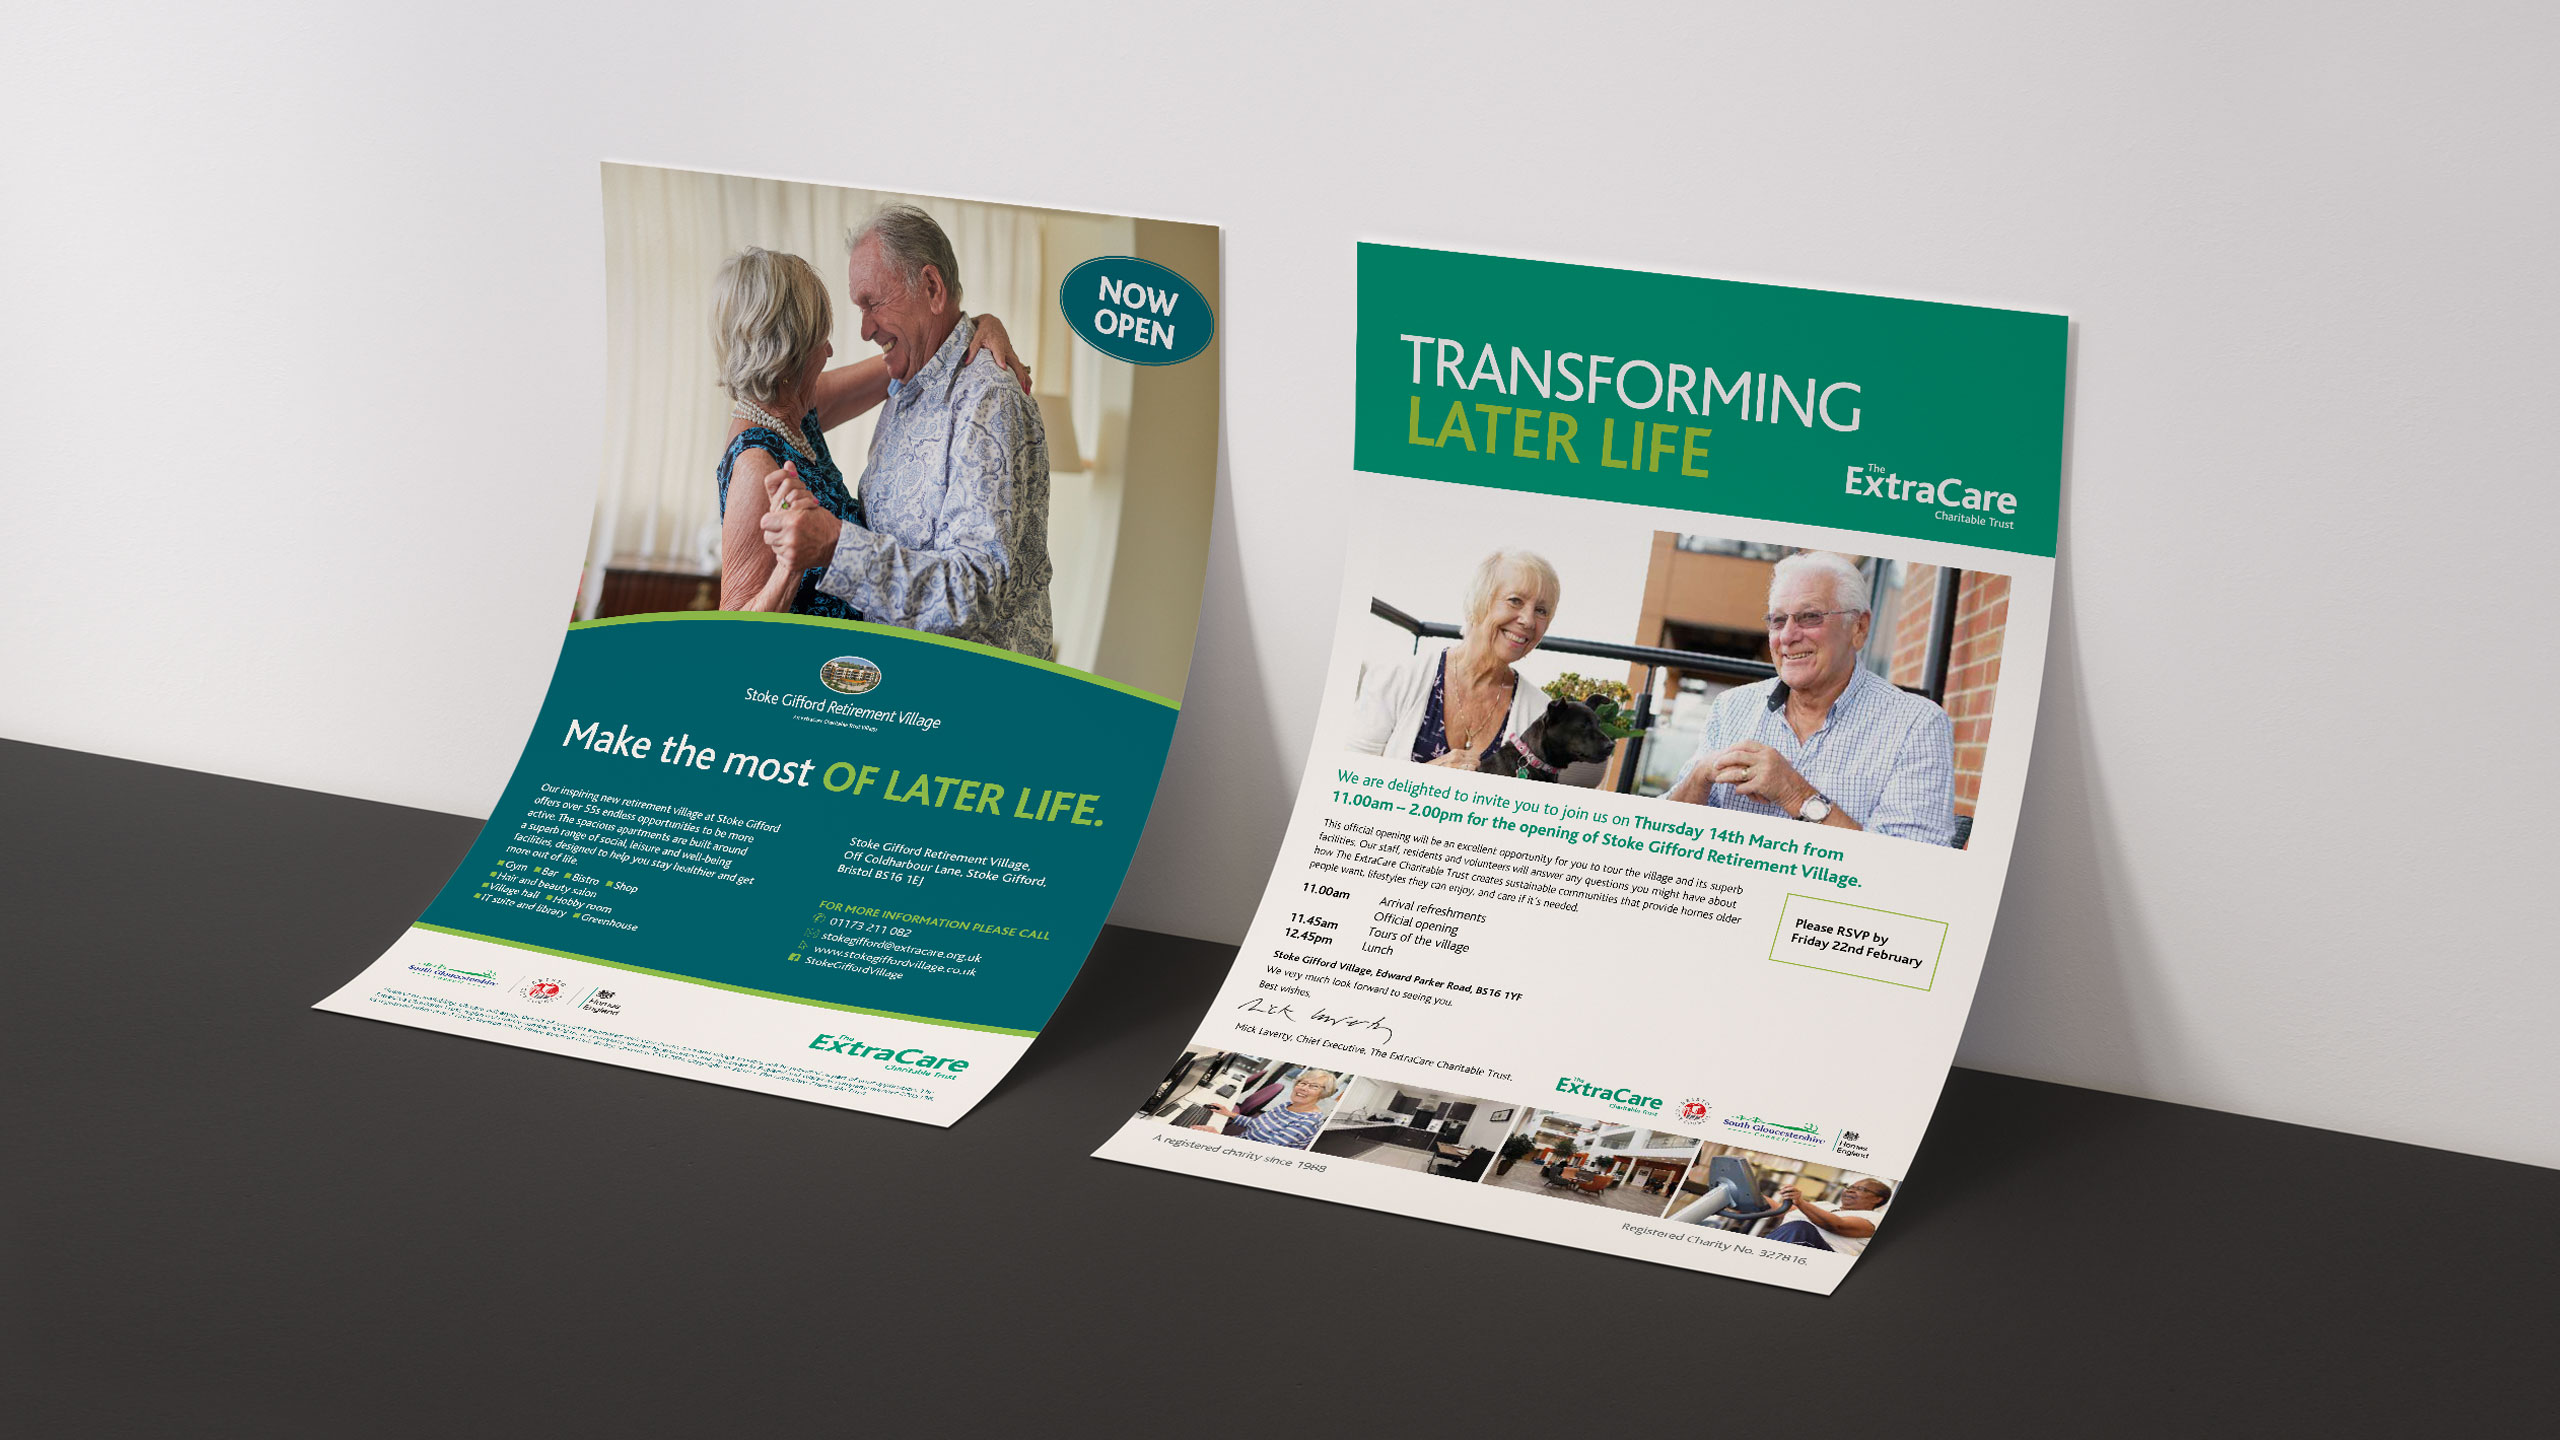 NOW
OPEN
Stoke Gifford Retirement Village
An ExtraCare Charitable Trust Village
Make the most OF LATER LIFE.
Our inspiring new retirement village at Stoke Gifford
offers over 55s endless opportunities to be more
active. The spacious apartments are built around
a superb range of social, leisure and well-being
facilities, designed to help you stay healthier and get
more out of life.
Gym Bar Bistro Shop
Hair and beauty salon
Village hall Hobby room
IT suite and library Greenhouse
Stoke Gifford Retirement Village,
Off Coldharbour Lane, Stoke Gifford,
Bristol BS16 1EJ
FOR MORE INFORMATION PLEASE CALL
01173 211 082
stokegifford@extracare.org.uk
www.stokegiffordvillage.co.uk
StokeGiffordVillage
South Gloucestershire
COUNCIL
Homes
England
The
ExtraCare
Charitable Trust
TRANSFORMING
LATER LIFE
The
ExtraCare
Charitable Trust
We are delighted to invite you to join us on Thursday 14th March from
11.00am – 2.00pm for the opening of Stoke Gifford Retirement Village.
This official opening will be an excellent opportunity for you to tour the village and its superb
facilities. Our staff, residents and volunteers will answer any questions you might have about
how The ExtraCare Charitable Trust creates sustainable communities that provide homes older
people want, lifestyles they can enjoy, and care if it's needed.
11.00am Arrival refreshments
Official opening
11.45am Tours of the village
12.45pm Lunch
Please RSVP by
Friday 22nd February
Stoke Gifford Village, Edward Parker Road, BS16 1YF
We very much look forward to seeing you.
Best wishes,
Mick Laverty
Mick Laverty, Chief Executive, The ExtraCare Charitable Trust.
The
ExtraCare
Charitable Trust
South Gloucestershire
COUNCIL
Homes
England
A registered charity since 1988
Registered Charity No. 327816.